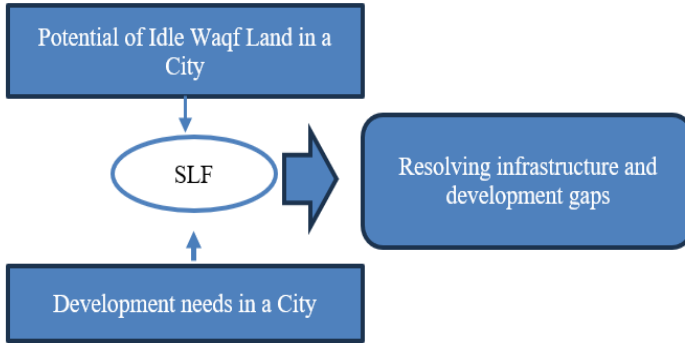 Potential of Idle Waqf Land in a
City
SLF
Resolving infrastructure and
development gaps
Development needs in a City